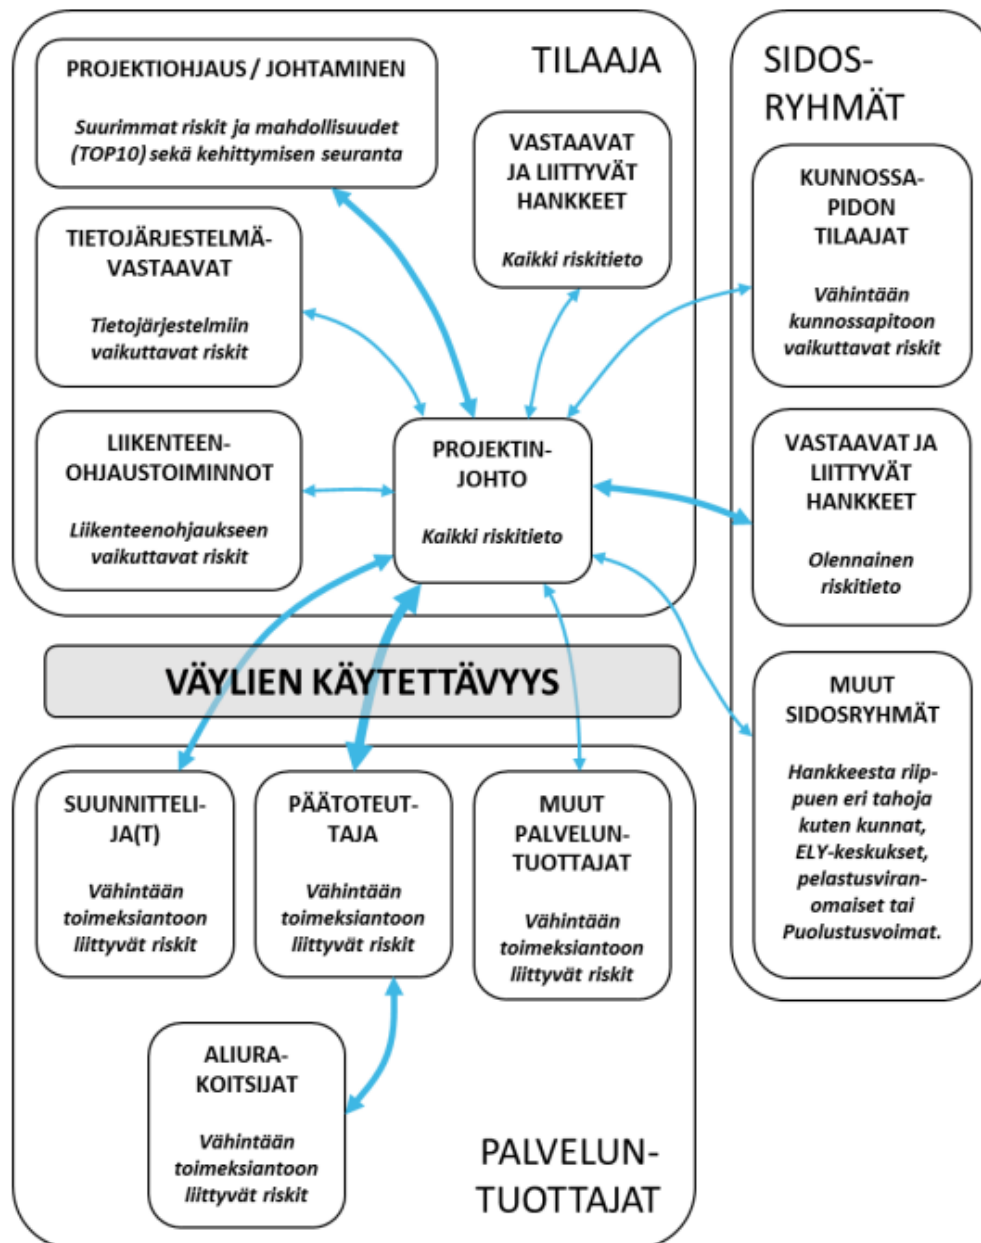 TILAAJA
PROJEKTIOHJAUS / JOHTAMINEN
Suurimmat riskit ja mahdollisuudet
(TOP10) sekä kehittymisen seuranta
VASTAAVAT
JA LIITTYVÄT
HANKKEET
Kaikki riskitieto
TIETOJÄRJESTELMÄ-
VASTAAVAT
Tietojärjestelmiin
vaikuttavat riskit
LIIKENTEEN-
OHJAUSTOIMINNOT
Liikenteenohjaukseen
vaikuttavat riskit
PROJEKTIN-
JOHTO
Kaikki riskitieto
SIDOS-
RYHMÄT
KUNNOSSA-
PIDON
TILAAJAT
Vähintään
kunnossapitoon
vaikuttavat riskit
VASTAAVAT JA
LIITTYVÄT
HANKKEET
Olennainen
riskitieto
MUUT
SIDOSRYHMÄT
Hankkeesta riip-
puen eri tahoja
kuten kunnat,
ELY-keskukset,
pelastusviran-
omaiset tai
Puolustusvoimat.
VÄYLIEN KÄYTETTÄVYYS
SUUNNITTELI-
JA(T)
Vähintään
toimeksiantoon
liittyvät riskit
PÄÄTOTEUT-
TAJA
Vähintään
toimeksiantoon
liittyvät riskit
MUUT
PALVELUN-
TUOTTAJAT
Vähintään
toimeksiantoon
liittyvät riskit
ALIURA-
KOITSIJAT
Vähintään
toimeksiantoon
liittyvät riskit
PALVELUN-
TUOTTAJAT